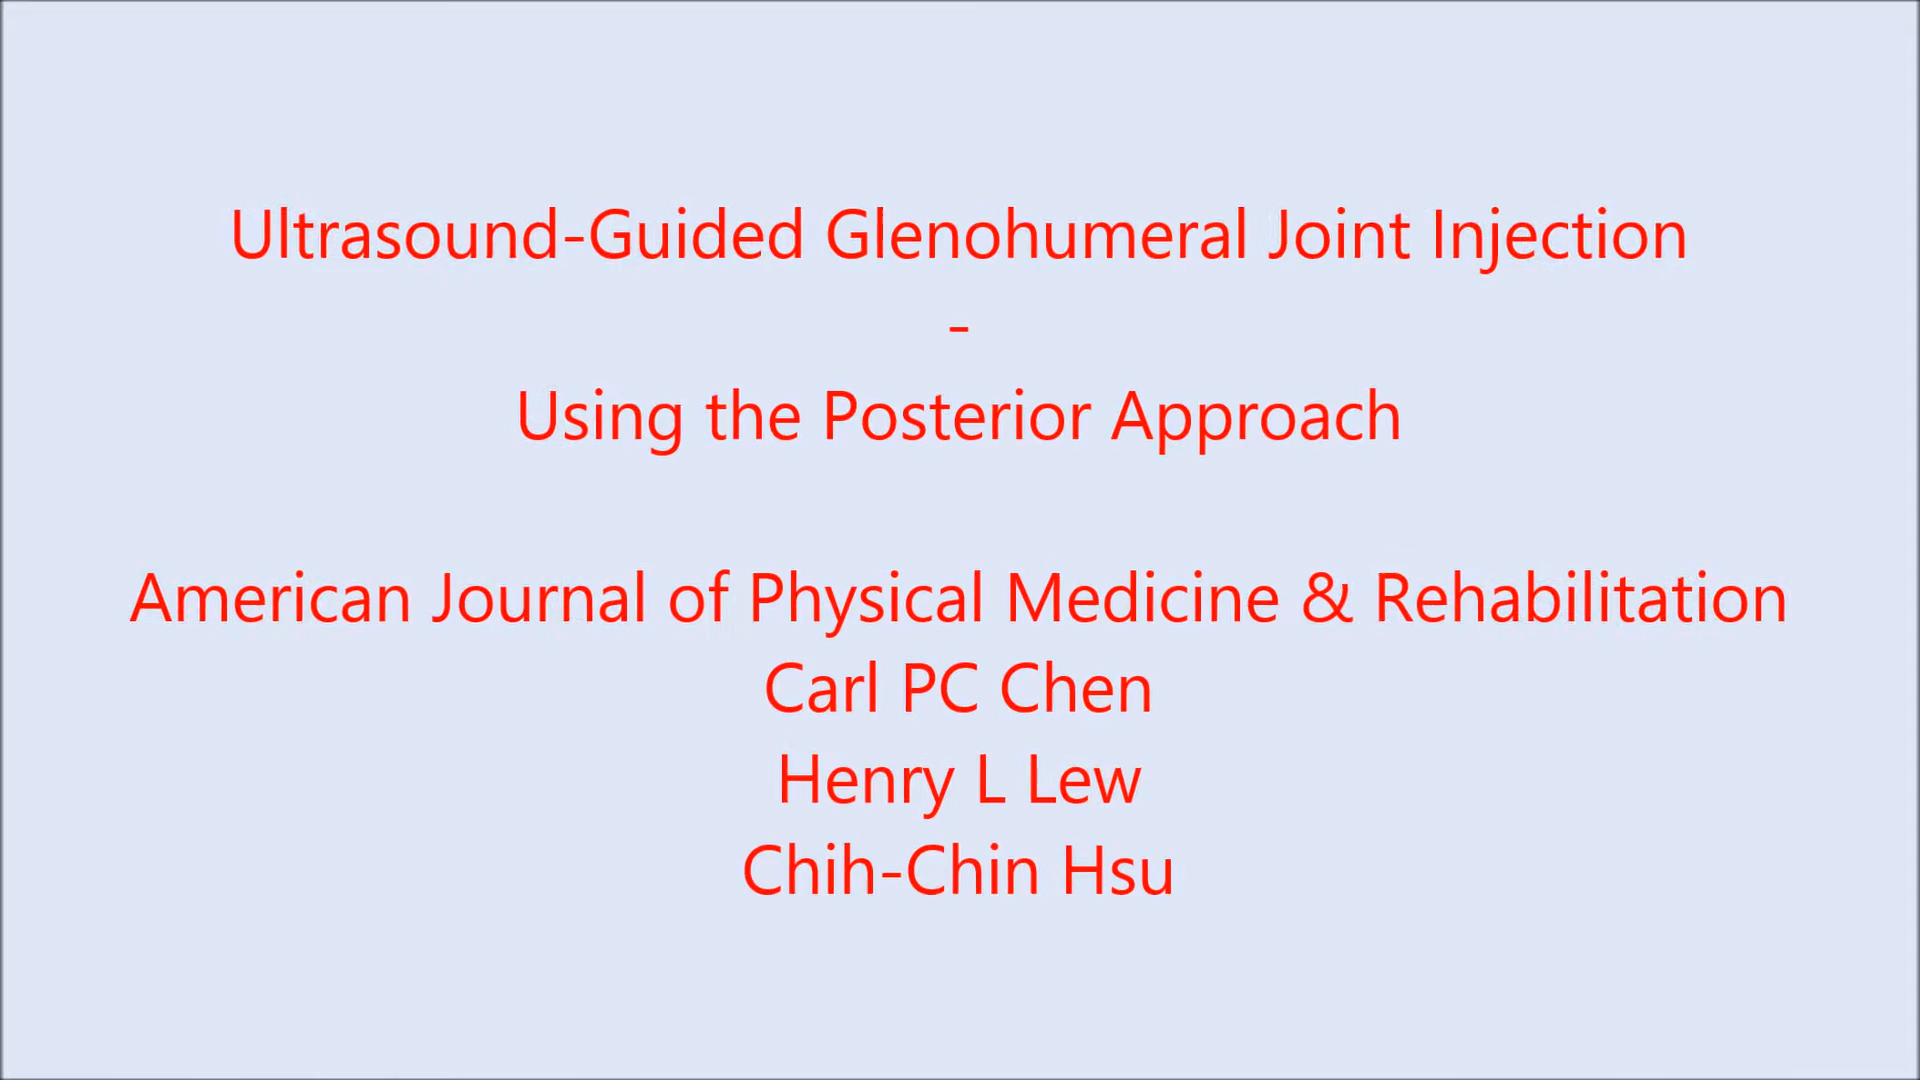 Ultrasound-Guided Glenohumeral Joint Injection
-
Using the Posterior Approach
American Journal of Physical Medicine & Rehabilitation
Carl PC Chen
Henry L Lew
Chih-Chin Hsu